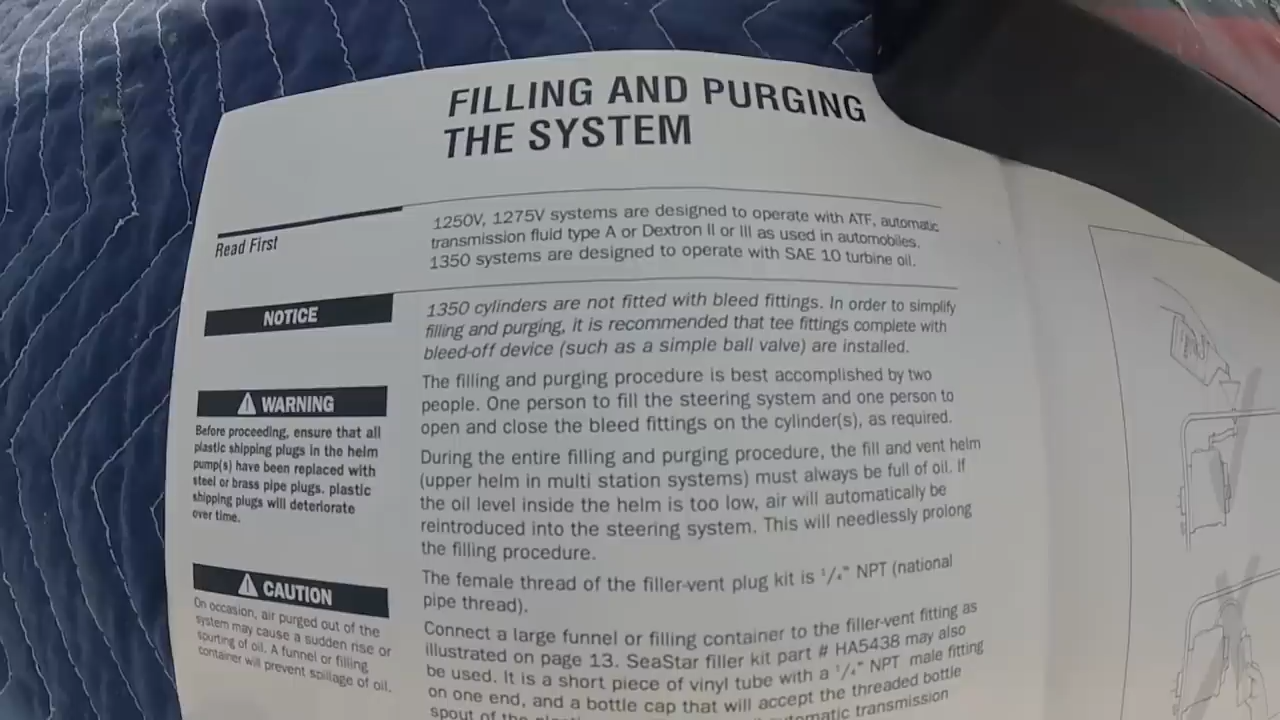 FILLING AND PURGING
THE SYSTEM
Read First
1250V, 1275V systems are designed to operate with ATF, automatic
transmission fluid type A or Dextron II or III as used in automobiles.
1350 systems are designed to operate with SAE 10 turbine oil.
NOTICE
1350 cylinders are not fitted with bleed fittings. In order to simplify
filling and purging, it is recommended that tee fittings complete with
bleed-off device (such as a simple ball valve) are installed.
The filling and purging procedure is best accomplished by two
people. One person to fill the steering system and one person to
open and close the bleed fittings on the cylinder(s), as required.
WARNING
Before proceeding, ensure that all
plastic shipping plugs in the helm
pump(s) have been replaced with
steel or brass pipe plugs. plastic
shipping plugs will deteriorate
over time.
During the entire filling and purging procedure, the fill and vent helm
(upper helm in multi station systems) must always be full of oil. If
the oil level inside the helm is too low, air will automatically be
reintroduced into the steering system. This will needlessly prolong
the filling procedure.
The female thread of the filler-vent plug kit is 1/4" NPT (national
pipe thread).
CAUTION
On occasion, air purged out of the
system may cause a sudden rise or
spurting of oil. A funnel or filling
container will prevent spillage of oil.
Connect a large funnel or filling container to the filler-vent fitting as
illustrated on page 13. SeaStar filler kit part # HA5438 may also
be used. It is a short piece of vinyl tube with a 1/4" NPT male fitting
on one end, and a bottle cap that will accept the threaded bottle
spout of the automatic transmission